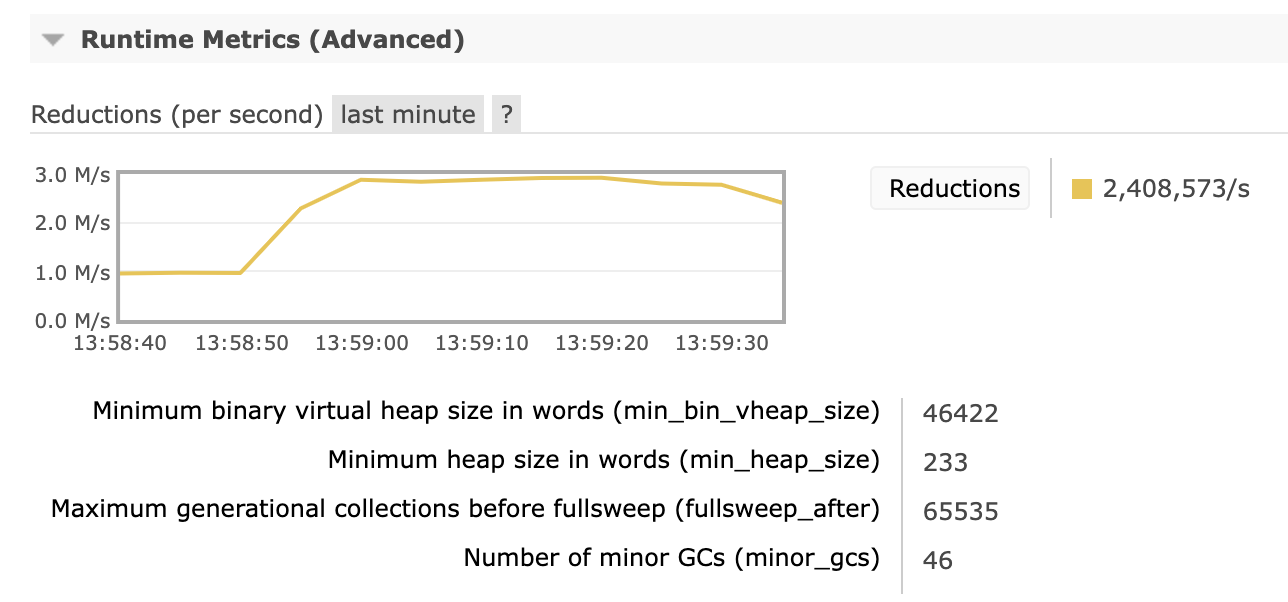 Runtime Metrics (Advanced)
Reductions (per second) last minute ?
3.0 M/s
2.0 M/s
1.0 M/s
0.0 M/s
13:58:40 13:58:50 13:59:00 13:59:10 13:59:20 13:59:30
Reductions 2,408,573/s
Minimum binary virtual heap size in words (min_bin_vheap_size) 46422
Minimum heap size in words (min_heap_size) 233
Maximum generational collections before fullsweep (fullsweep_after) 65535
Number of minor GCs (minor_gcs) 46